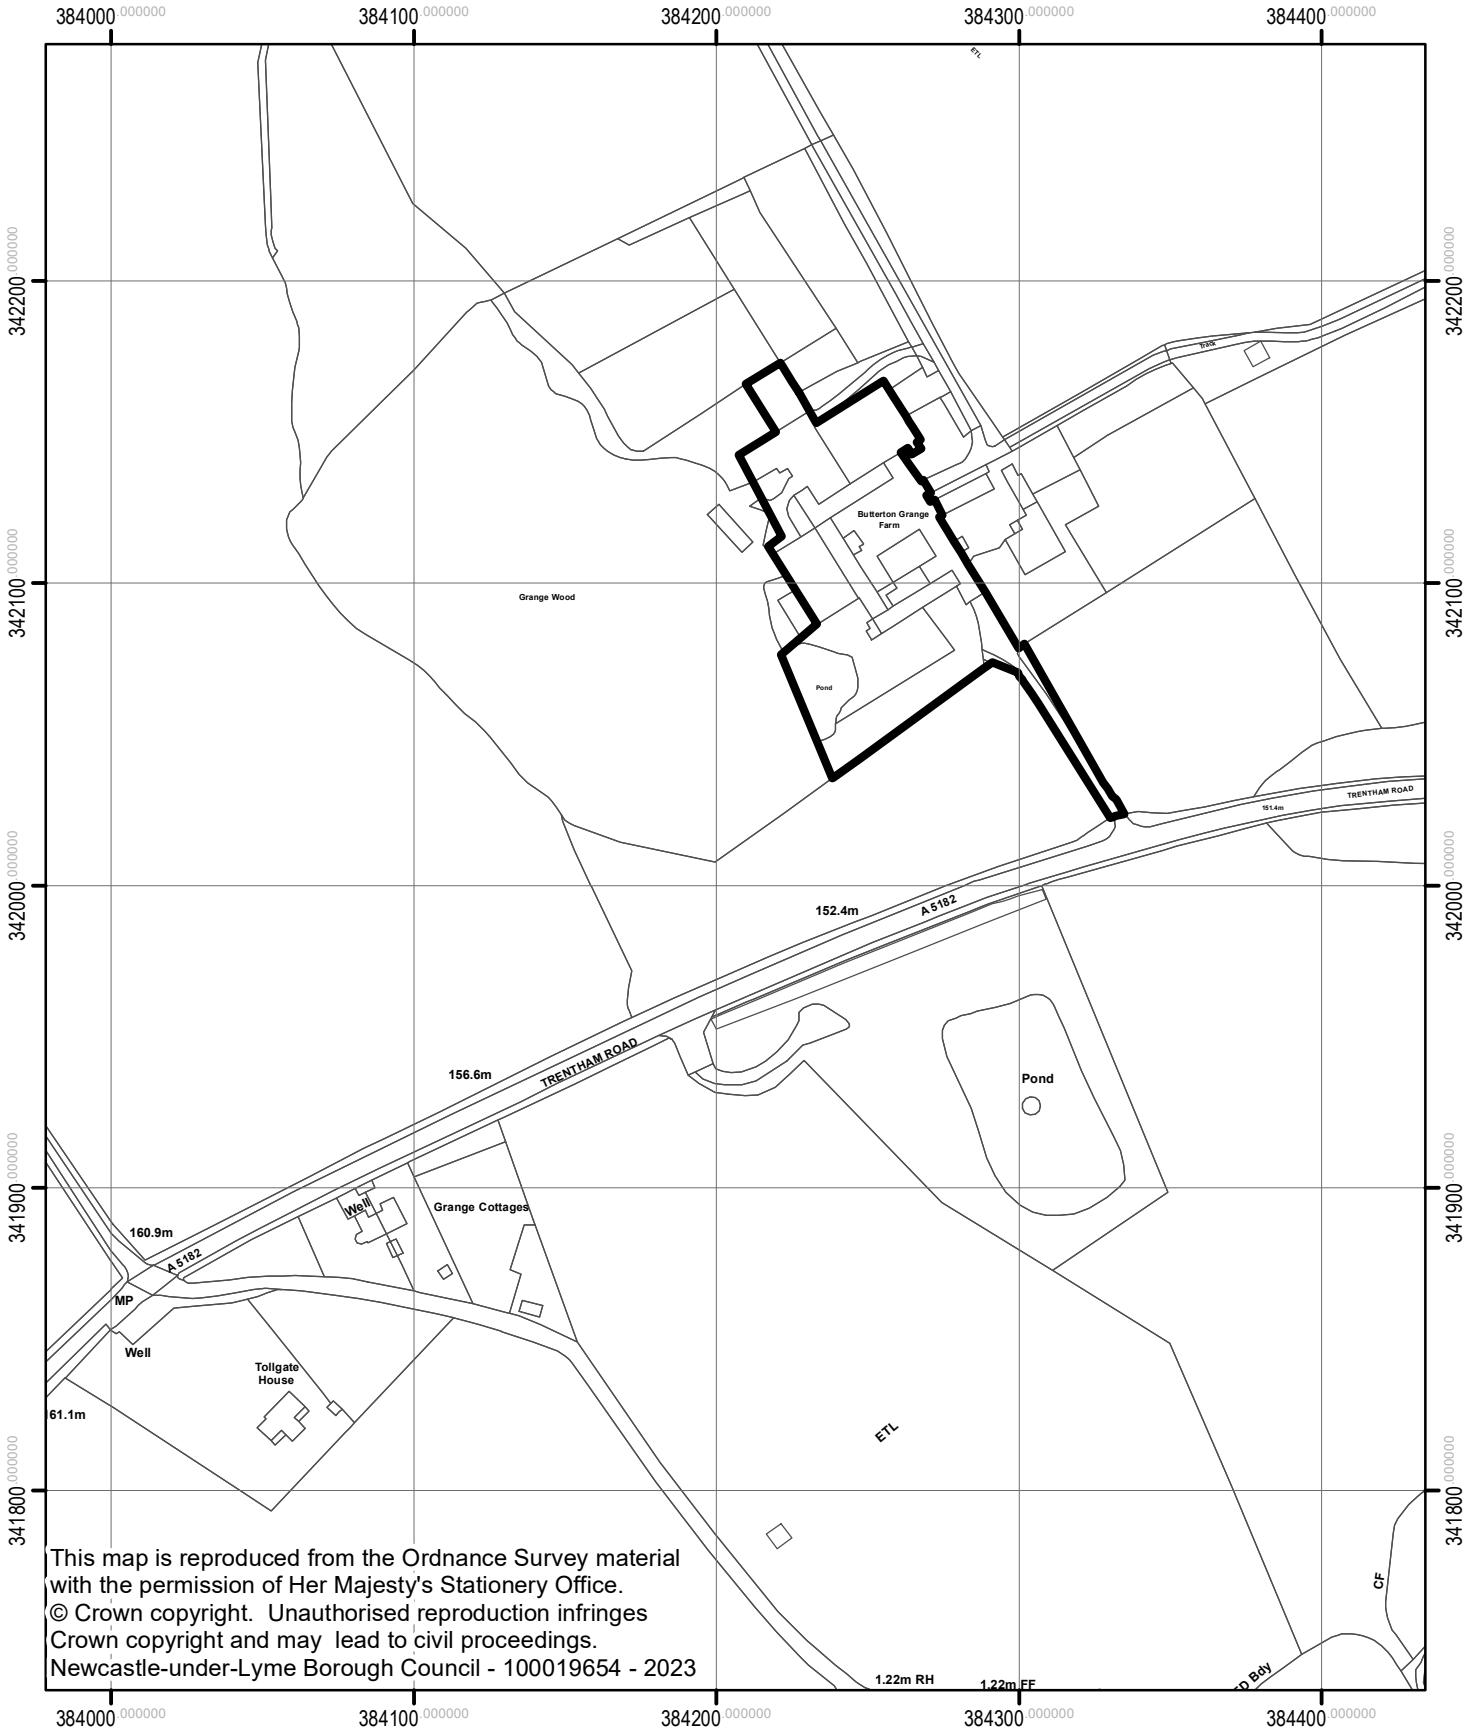 384000.000000
384100.000000
384200.000000
384300.000000
384400.000000
ETL
342200.000000
342200.000000
Track
Butterton Grange
Farm
342100.000000
342100.000000
Grange Wood
Pond
TRENTHAM ROAD
151.4m
342000.000000
342000.000000
152.4m
A 5182
TRENTHAM ROAD
156.6m
Pond
341900.000000
341900.000000
Well
Grange Cottages
160.9m
A 5182
MP
Well
Tollgate
House
61.1m
ETL
341800.000000
341800.000000
This map is reproduced from the Ordnance Survey material
with the permission of Her Majesty's Stationery Office.
© Crown copyright.  Unauthorised reproduction infringes
Crown copyright and may  lead to civil proceedings.
Newcastle-under-Lyme Borough Council - 100019654 - 2023
CF
1.22m RH
1.22m FF
ED Bdy
384000.000000
384100.000000
384200.000000
384300.000000
384400.000000